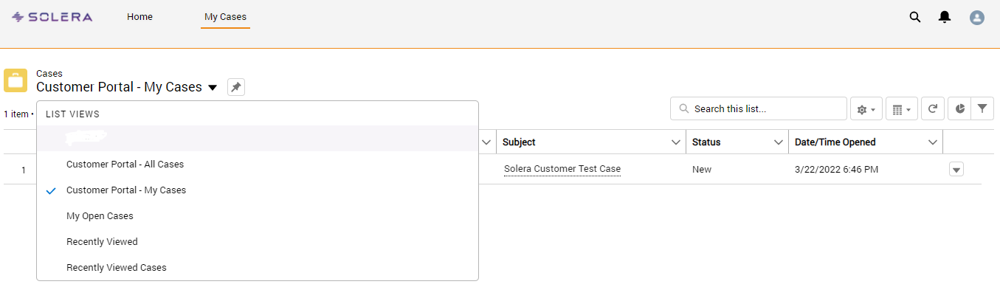 SOLERA
Home
My Cases
Cases
Customer Portal - My Cases
1 item •
Search this list...
LIST VIEWS
Customer Portal - All Cases
Customer Portal - My Cases
My Open Cases
Recently Viewed
Recently Viewed Cases
Subject
Status
Date/Time Opened
1
Solera Customer Test Case
New
3/22/2022 6:46 PM